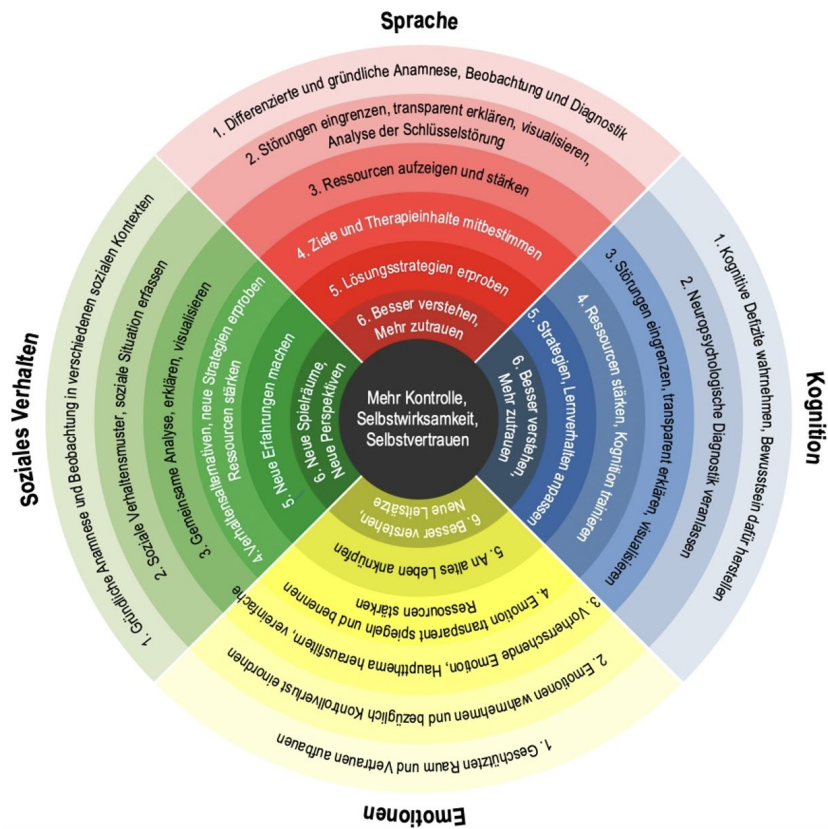 Sprache
1. Differenzierte und gründliche Anamnese, Beobachtung und Diagnostik
2. Störungen eingrenzen, transparent erklären, visualisieren,
Analyse der Schlüsselstörung
3. Ressourcen aufzeigen und stärken
4. Ziele und Therapieinhalte mitbestimmen
5. Lösungsstrategien erproben
6. Besser verstehen,
Mehr zutrauen
Kognition
1. Kognitive Defizite wahrnehmen, Bewusstsein dafür herstellen
2. Neuropsychologische Diagnostik veranlassen
3. Störungen eingrenzen, transparent erklären, visualisieren
4. Ressourcen stärken, Kognition trainieren
5. Strategien, Lernverhalten anpassen
6. Besser verstehen,
Mehr zutrauen
Emotionen
1. Geschützten Raum und Vertrauen aufbauen
2. Emotionen wahrnehmen und bezüglich Kontrollverlust einordnen
3. Vorherrschende Emotion, Hauptthema herausfiltern, vereinfache
4. Emotion transparent spiegeln und benennen
Ressourcen stärken
5. An altes Leben anknüpfen
6. Besser verstehen,
Neue Leitsätze
Soziales Verhalten
1. Gründliche Anamnese und Beobachtung in verschiedenen sozialen Kontexten
2. Soziale Verhaltensmuster, soziale Situation erfassen
3. Gemeinsame Analyse, erklären, visualisieren
4.Verhaltensalternativen, neue Strategien erproben
Ressourcen stärken
5. Neue Erfahrungen machen
6. Neue Spielräume,
Neue Perspektiven
Mehr Kontrolle,
Selbstwirksamkeit,
Selbstvertrauen